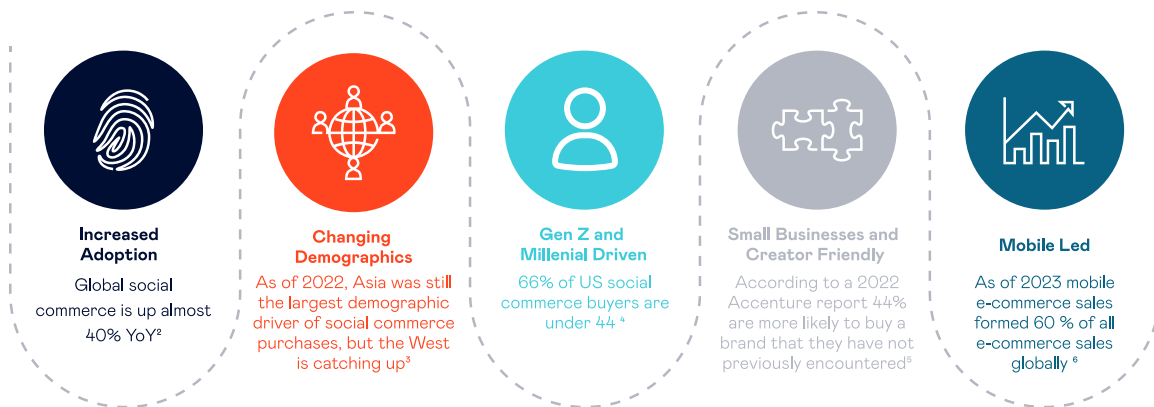 Increased
Adoption
Global social
commerce is up almost
40% YoY²
Changing
Demographics
As of 2022, Asia was still
the largest demographic
driver of social commerce
purchases, but the West
is catching up³
Gen Z and
Millenial Driven
66% of US social
commerce buyers are
under 44 ⁴
Small Businesses and
Creator Friendly
According to a 2022
Accenture report 44%
are more likely to buy a
brand that they have not
previously encountered⁵
Mobile Led
As of 2023 mobile
e-commerce sales
formed 60 % of all
e-commerce sales
globally ⁶